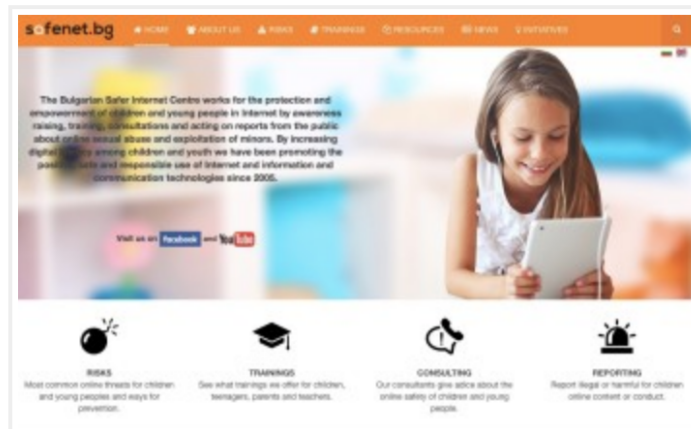 safenet.bg HOME ABOUT US RISKS TRAININGS RESOURCES NEWS INITIATIVES
The Bulgarian Safer Internet Centre works for the protection and
empowerment of children and young people in Internet by awareness
raising, training, consultations and acting on reports from the public
about online sexual abuse and exploitation of minors. By increasing
digital literacy among children and youth we have been promoting the
positive, safe and responsible use of Internet and information and
communication technologies since 2005.
Visit us on facebook and YouTube
RISKS
Most common online threats for children
and young peoples and ways for
prevention.
TRAININGS
See what trainings we offer for children,
teenagers, parents and teachers.
CONSULTING
Our consultants give adice about the
online safety of children and young
people.
REPORTING
Report illegal or harmful for children
online content or conduct.